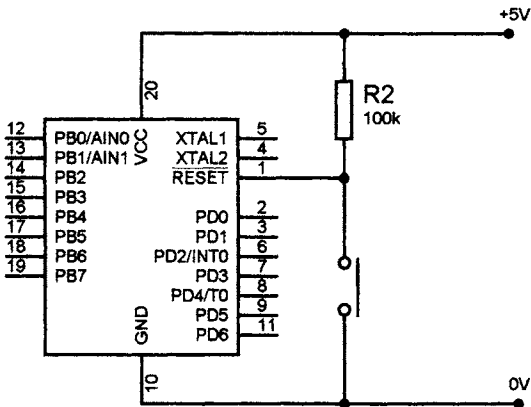 +5V
20
R2
100k
12 PB0/AIN0 VCC XTAL1 5
13 PB1/AIN1 XTAL2 4
14 PB2 RESET 1
15 PB3
16 PB4 PD0 2
17 PB5 PD1 3
18 PB6 PD2/INT0 6
19 PB7 PD3 7
PD4/T0 8
GND PD5 9
PD6 11
10
0V